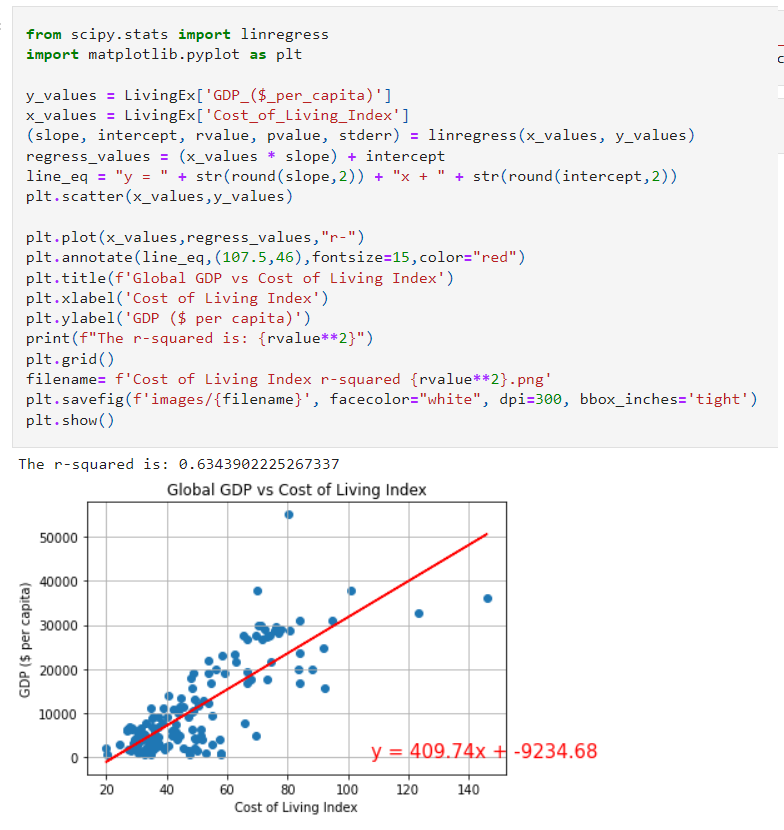 from scipy.stats import linregress
import matplotlib.pyplot as plt
y_values = LivingEx['GDP_($_per_capita)']
x_values = LivingEx['Cost_of_Living_Index']
(slope, intercept, rvalue, pvalue, stderr) = linregress(x_values, y_values)
regress_values = (x_values * slope) + intercept
line_eq = "y = " + str(round(slope,2)) + "x + " + str(round(intercept,2))
plt.scatter(x_values,y_values)
plt.plot(x_values,regress_values,"r-")
plt.annotate(line_eq,(107.5,46),fontsize=15,color="red")
plt.title(f'Global GDP vs Cost of Living Index')
plt.xlabel('Cost of Living Index')
plt.ylabel('GDP ($ per capita)')
print(f"The r-squared is: {rvalue**2}")
plt.grid()
filename= f'Cost of Living Index r-squared {rvalue**2}.png'
plt.savefig(f'images/{filename}', facecolor="white", dpi=300, bbox_inches='tight')
plt.show()
The r-squared is: 0.6343902225267337
Global GDP vs Cost of Living Index
GDP ($ per capita)
50000
40000
30000
20000
10000
0
y = 409.74x + -9234.68
20 40 60 80 100 120 140
Cost of Living Index